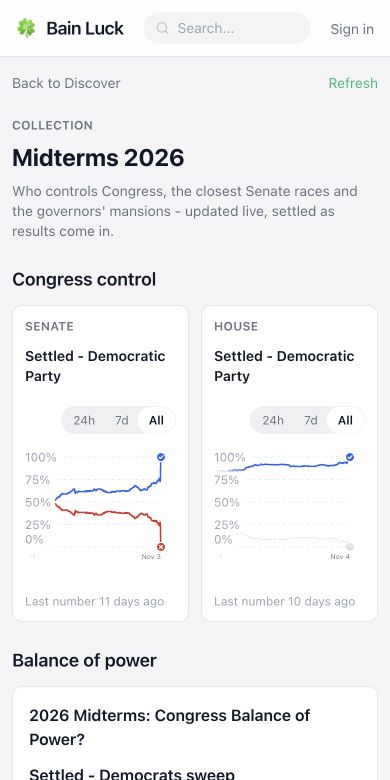 Bain Luck
Search...
Sign in
Back to Discover
Refresh
COLLECTION
Midterms 2026
Who controls Congress, the closest Senate races and
the governors' mansions - updated live, settled as
results come in.
Congress control
SENATE
Settled - Democratic
Party
24h 7d All
100%
75%
50%
25%
0%
Nov 3
Last number 11 days ago
HOUSE
Settled - Democratic
Party
24h 7d All
100%
75%
50%
25%
0%
Nov 4
Last number 10 days ago
Balance of power
2026 Midterms: Congress Balance of
Power?
Settled - Democrats sweep